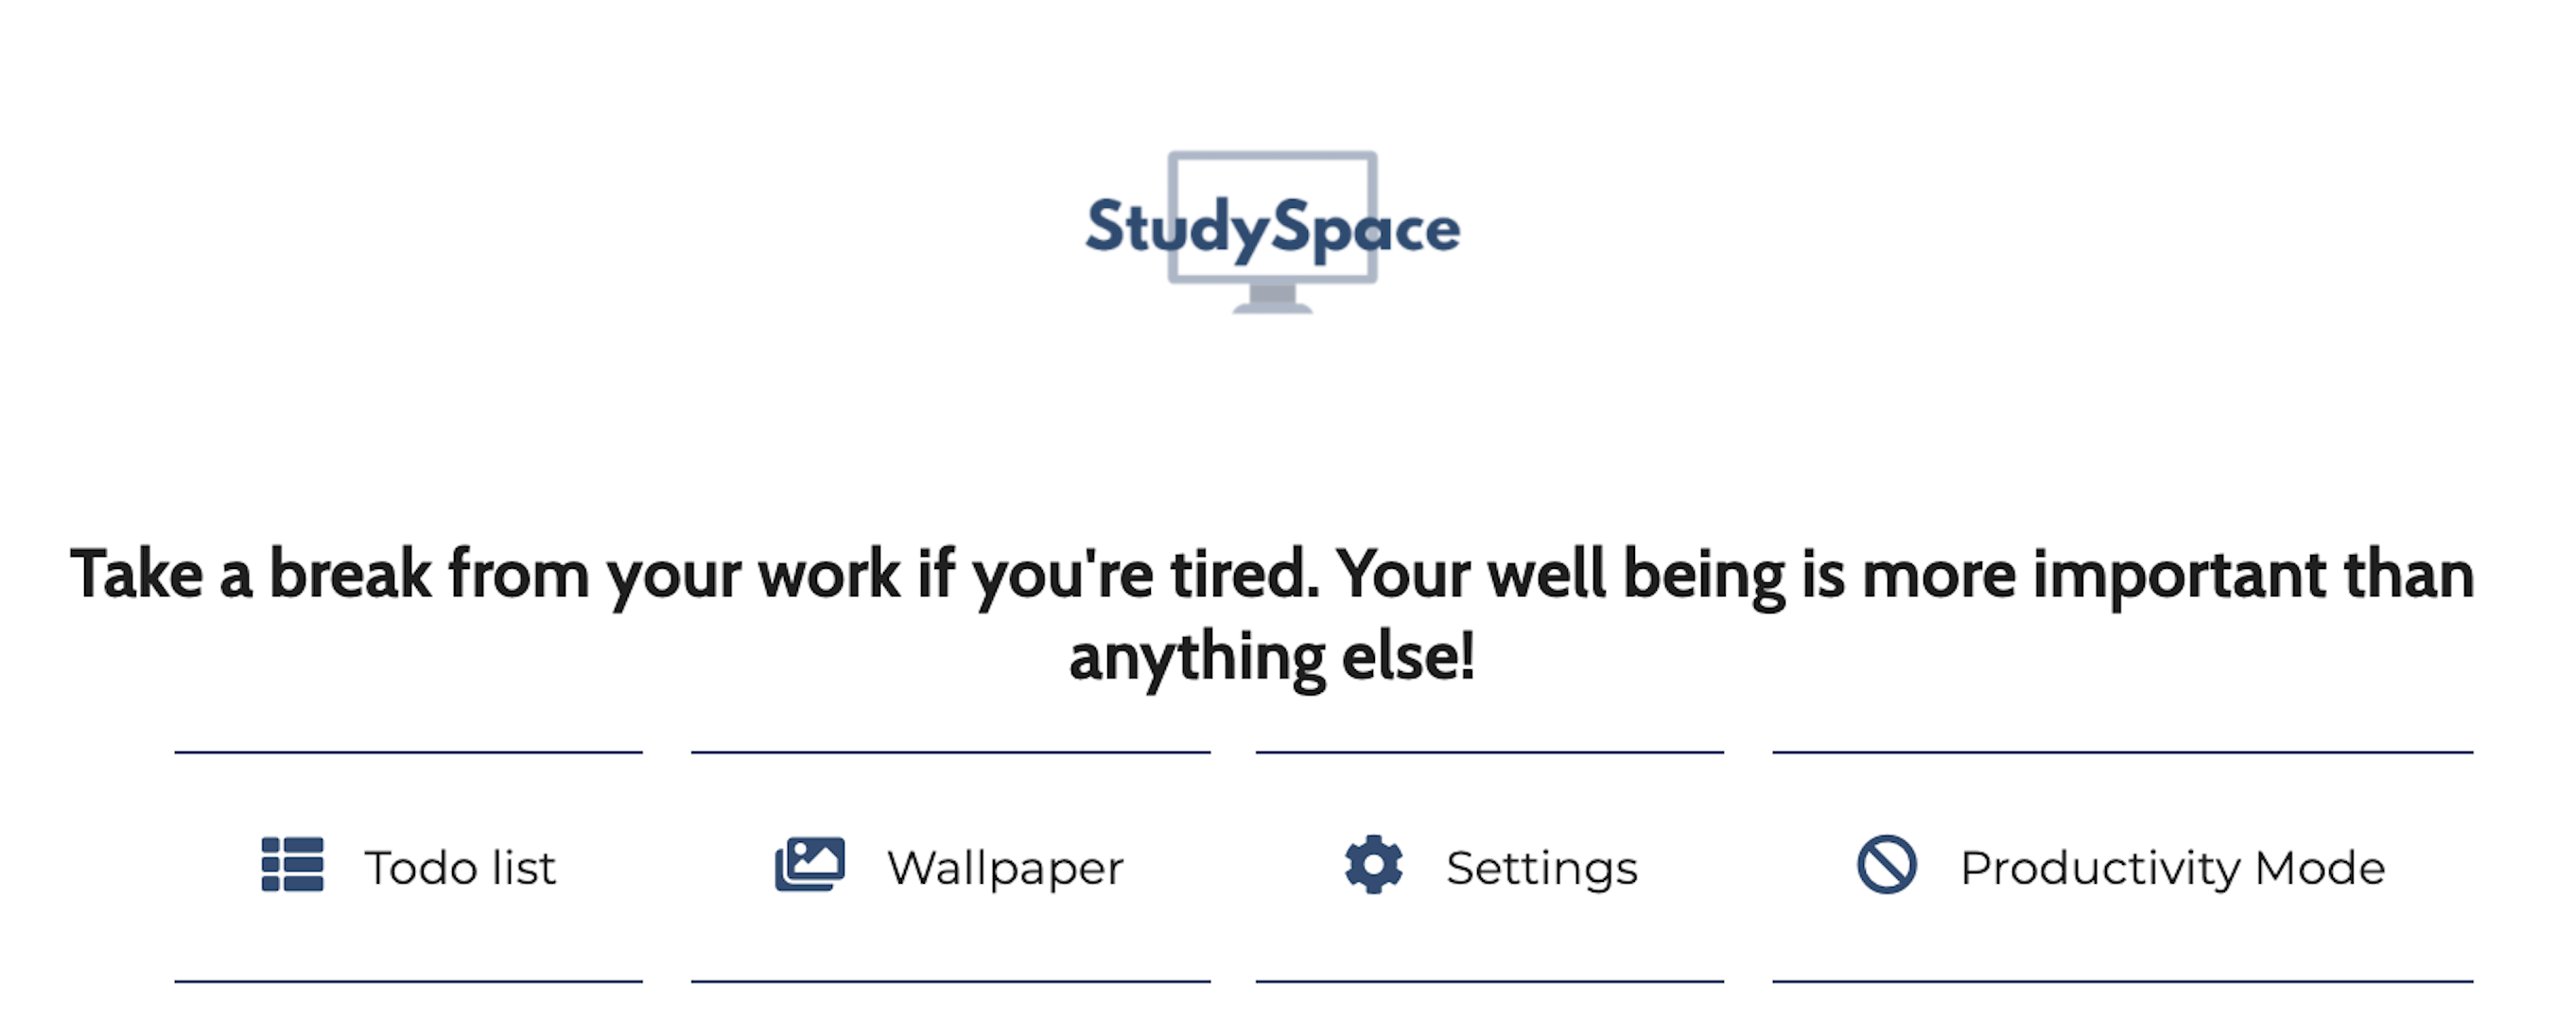 StudySpace
Take a break from your work if you're tired. Your well being is more important than
anything else!
Todo list
Wallpaper
Settings
Productivity Mode